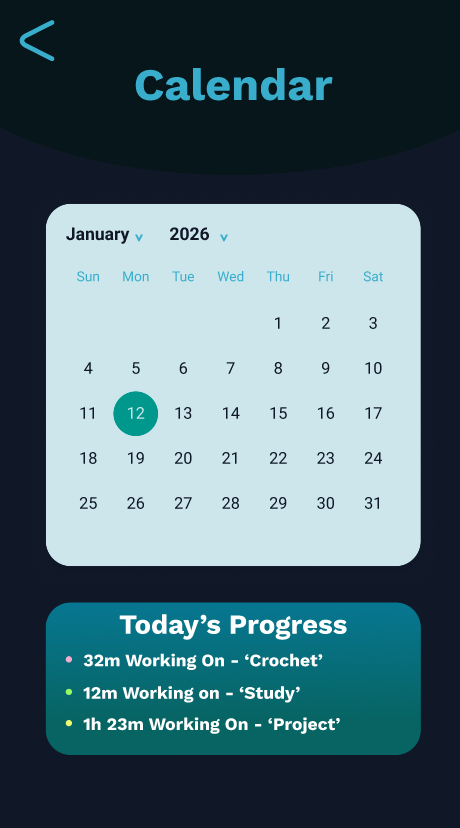 Calendar
January 2026
Sun Mon Tue Wed Thu Fri Sat
1 2 3
4 5 6 7 8 9 10
11 12 13 14 15 16 17
18 19 20 21 22 23 24
25 26 27 28 29 30 31
Today’s Progress
32m Working On - ‘Crochet’
12m Working on - ‘Study’
1h 23m Working On - ‘Project’